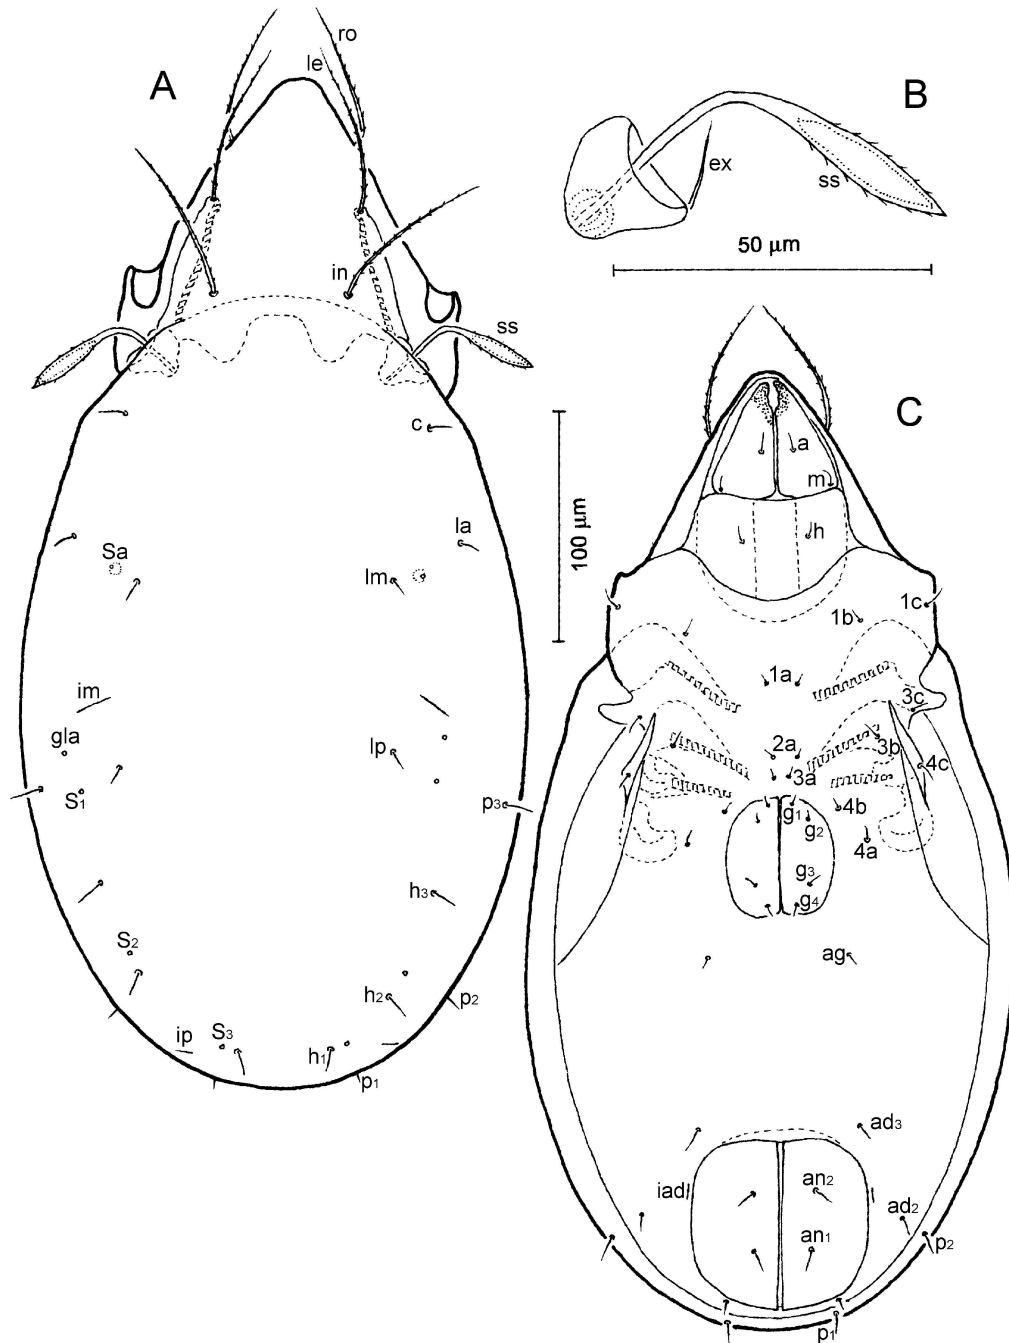 A
ro
le
in
ss
c
la
Sa
lm
im
gla
lp
S1
p3
h3
S2
h2
p2
ip
S3
h1
p1
100 μm
B
ex
ss
50 μm
C
a
m
h
1b
1c
1a
3c
2a
3b
3a
4c
g1
4b
g2
4a
g3
g4
ag
ad3
iad
an2
ad2
an1
p2
p1